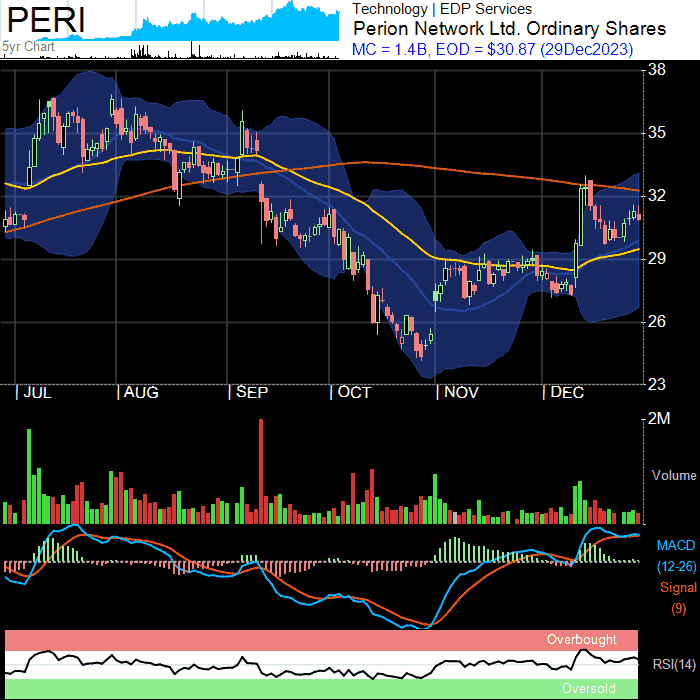 PERI
5yr Chart
Technology | EDP Services
Perion Network Ltd. Ordinary Shares
MC = 1.4B, EOD = $30.87 (29Dec2023)
38
35
32
29
26
23
| JUL | AUG | SEP | OCT | NOV | DEC
2M
Volume
MACD
(12-26)
Signal
(9)
Overbought
RSI(14)
Oversold